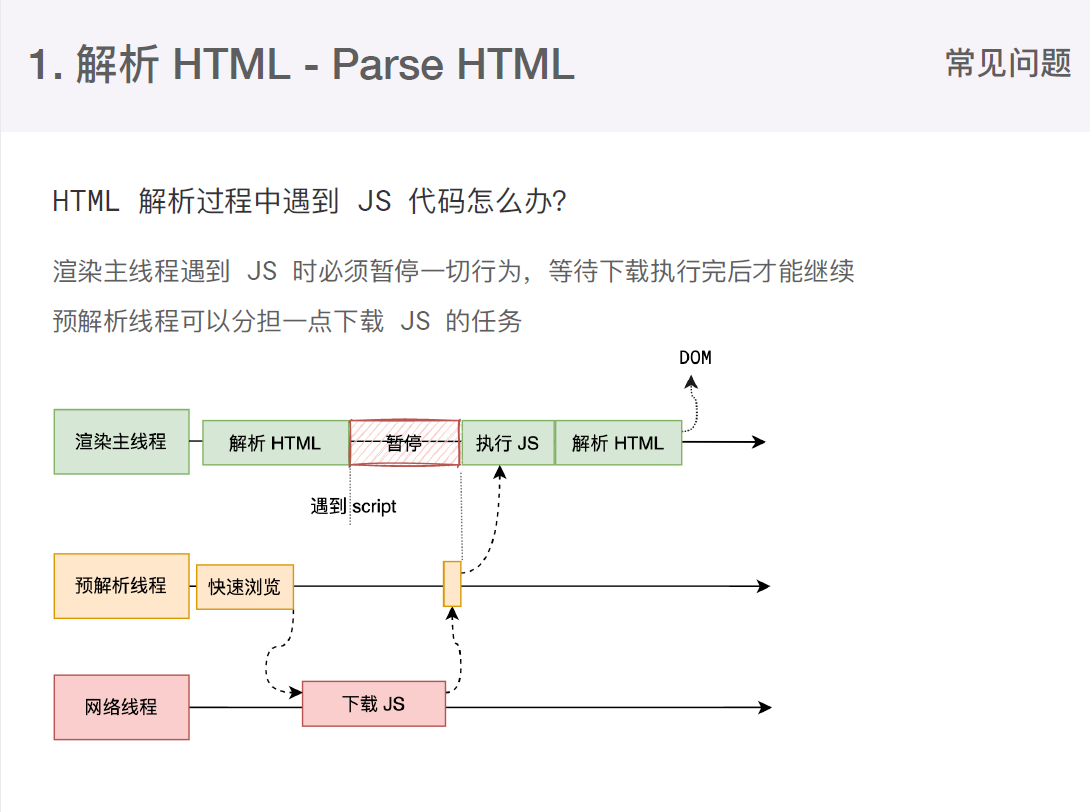 1. 解析 HTML - Parse HTML
常见问题
HTML 解析过程中遇到 JS 代码怎么办?
渲染主线程遇到 JS 时必须暂停一切行为，等待下载执行完后才能继续
预解析线程可以分担一点下载 JS 的任务
DOM
渲染主线程
解析 HTML
暂停
执行 JS
解析 HTML
遇到 script
预解析线程
快速浏览
网络线程
下载 JS